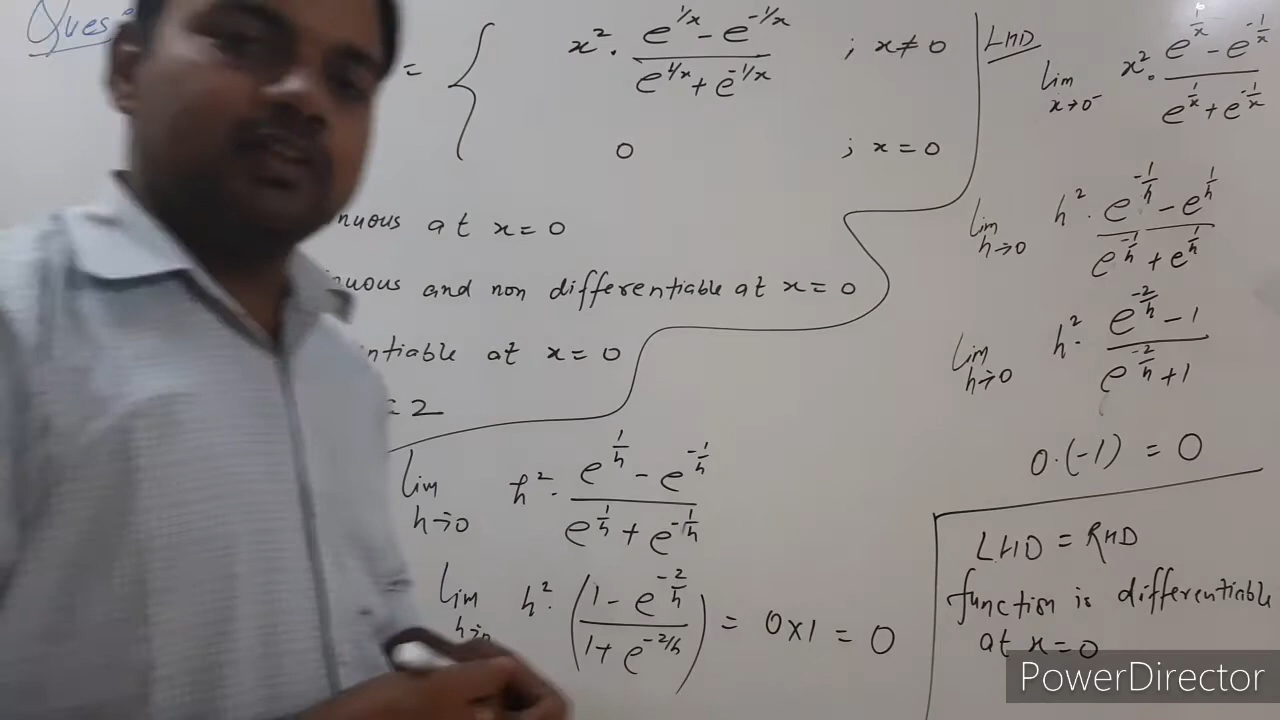 Ques:
= { x². (e^{1/x} - e^{-1/x}) / (e^{1/x} + e^{-1/x}) ; x ≠ 0
0 ; x = 0
nuous at x = 0
nuous and non differentiable at x = 0
ntiable at x = 0
= 2
lim h→0 h². (e^{1/h} - e^{-1/h}) / (e^{1/h} + e^{-1/h})
lim h→0 h². ((1 - e^{-2/h}) / (1 + e^{-2/h})) = 0×1 = 0
LHD
lim x→0⁻ x². (e^{1/x} - e^{-1/x}) / (e^{1/x} + e^{-1/x})
lim h→0 h². (e^{-1/h} - e^{1/h}) / (e^{-1/h} + e^{1/h})
lim h→0 h². (e^{-2/h} - 1) / (e^{-2/h} + 1)
0·(-1) = 0
LHD = RHD
function is differentiable
at x = 0
PowerDirector